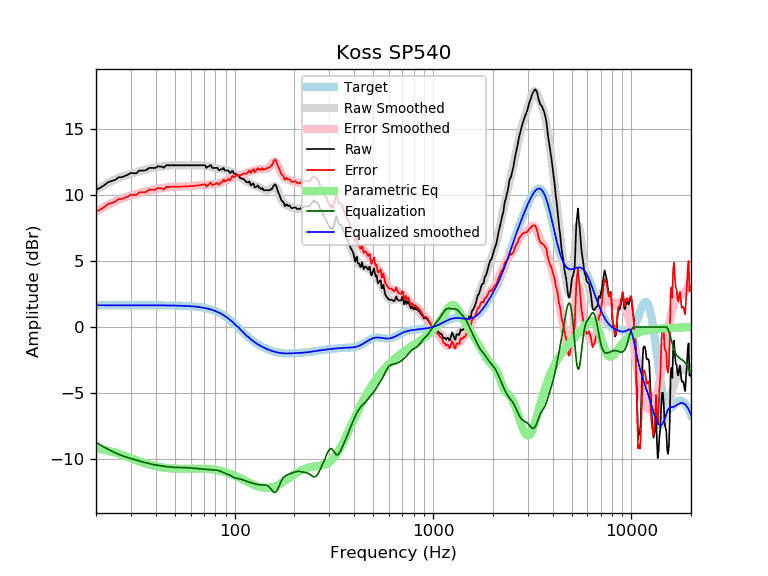 Koss SP540
Target
Raw Smoothed
Error Smoothed
Raw
Error
Parametric Eq
Equalization
Equalized smoothed
Amplitude (dBr)
15
10
5
0
−5
−10
100
1000
10000
Frequency (Hz)